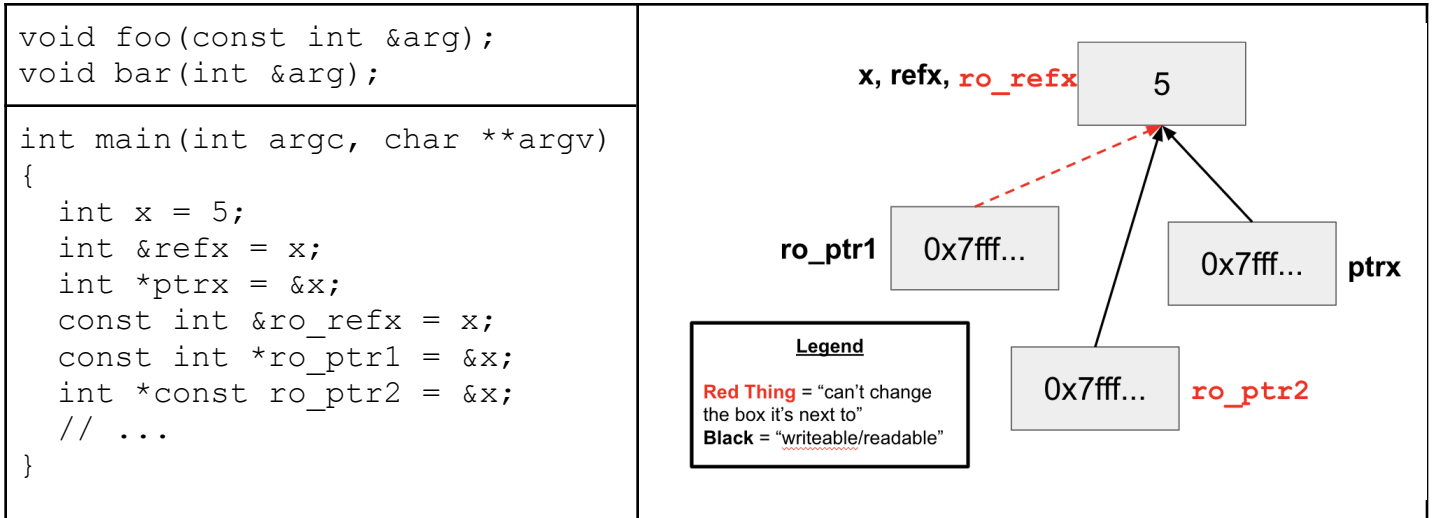 void foo(const int &arg);
void bar(int &arg);
int main(int argc, char **argv)
{
  int x = 5;
  int &refx = x;
  int *ptrx = &x;
  const int &ro_refx = x;
  const int *ro_ptr1 = &x;
  int *const ro_ptr2 = &x;
  // ...
}
x, refx, ro_refx
5
ro_ptr1
0x7fff...
0x7fff...
ptrx
0x7fff...
ro_ptr2
Legend
Red Thing = “can’t change
the box it’s next to”
Black = “writeable/readable”